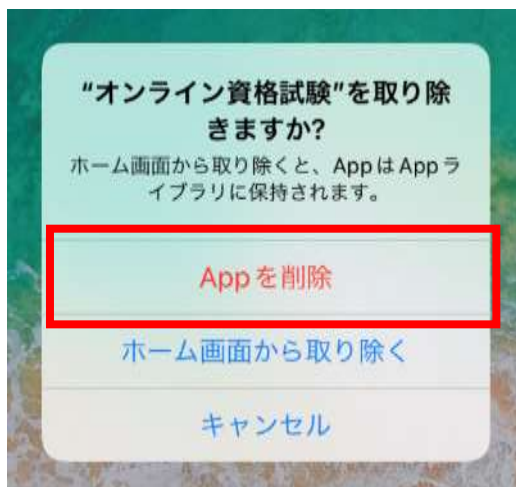 “オンライン資格試験”を取り除
きますか?
ホーム画面から取り除くと、AppはAppラ
イブラリに保持されます。
Appを削除
ホーム画面から取り除く
キャンセル